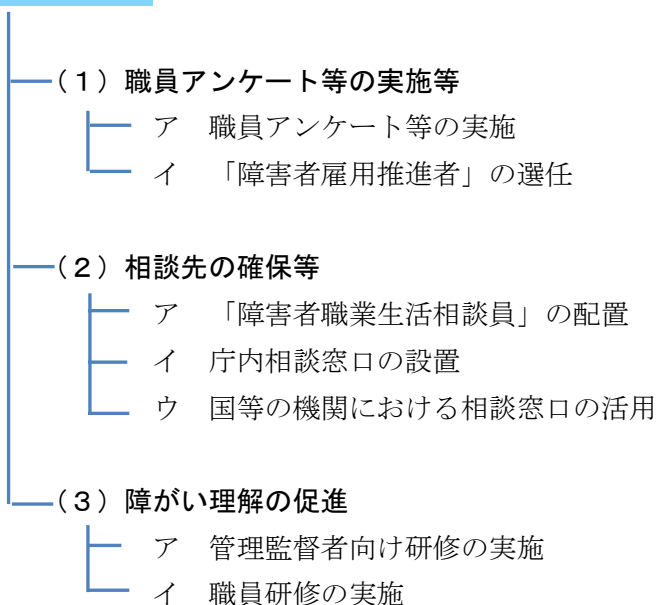 (1)職員アンケート等の実施等
ア 職員アンケート等の実施
イ 「障害者雇用推進者」の選任
(2)相談先の確保等
ア 「障害者職業生活相談員」の配置
イ 庁内相談窓口の設置
ウ 国等の機関における相談窓口の活用
(3)障がい理解の促進
ア 管理監督者向け研修の実施
イ 職員研修の実施